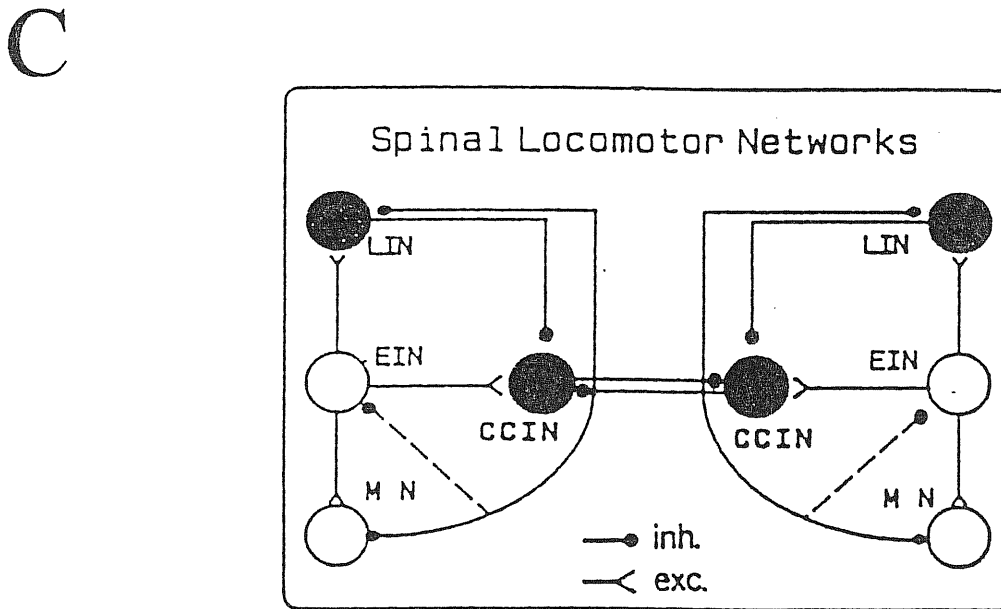 C
Spinal Locomotor Networks
LIN
LIN
EIN
EIN
CCIN
CCIN
M N
M N
inh.
exc.